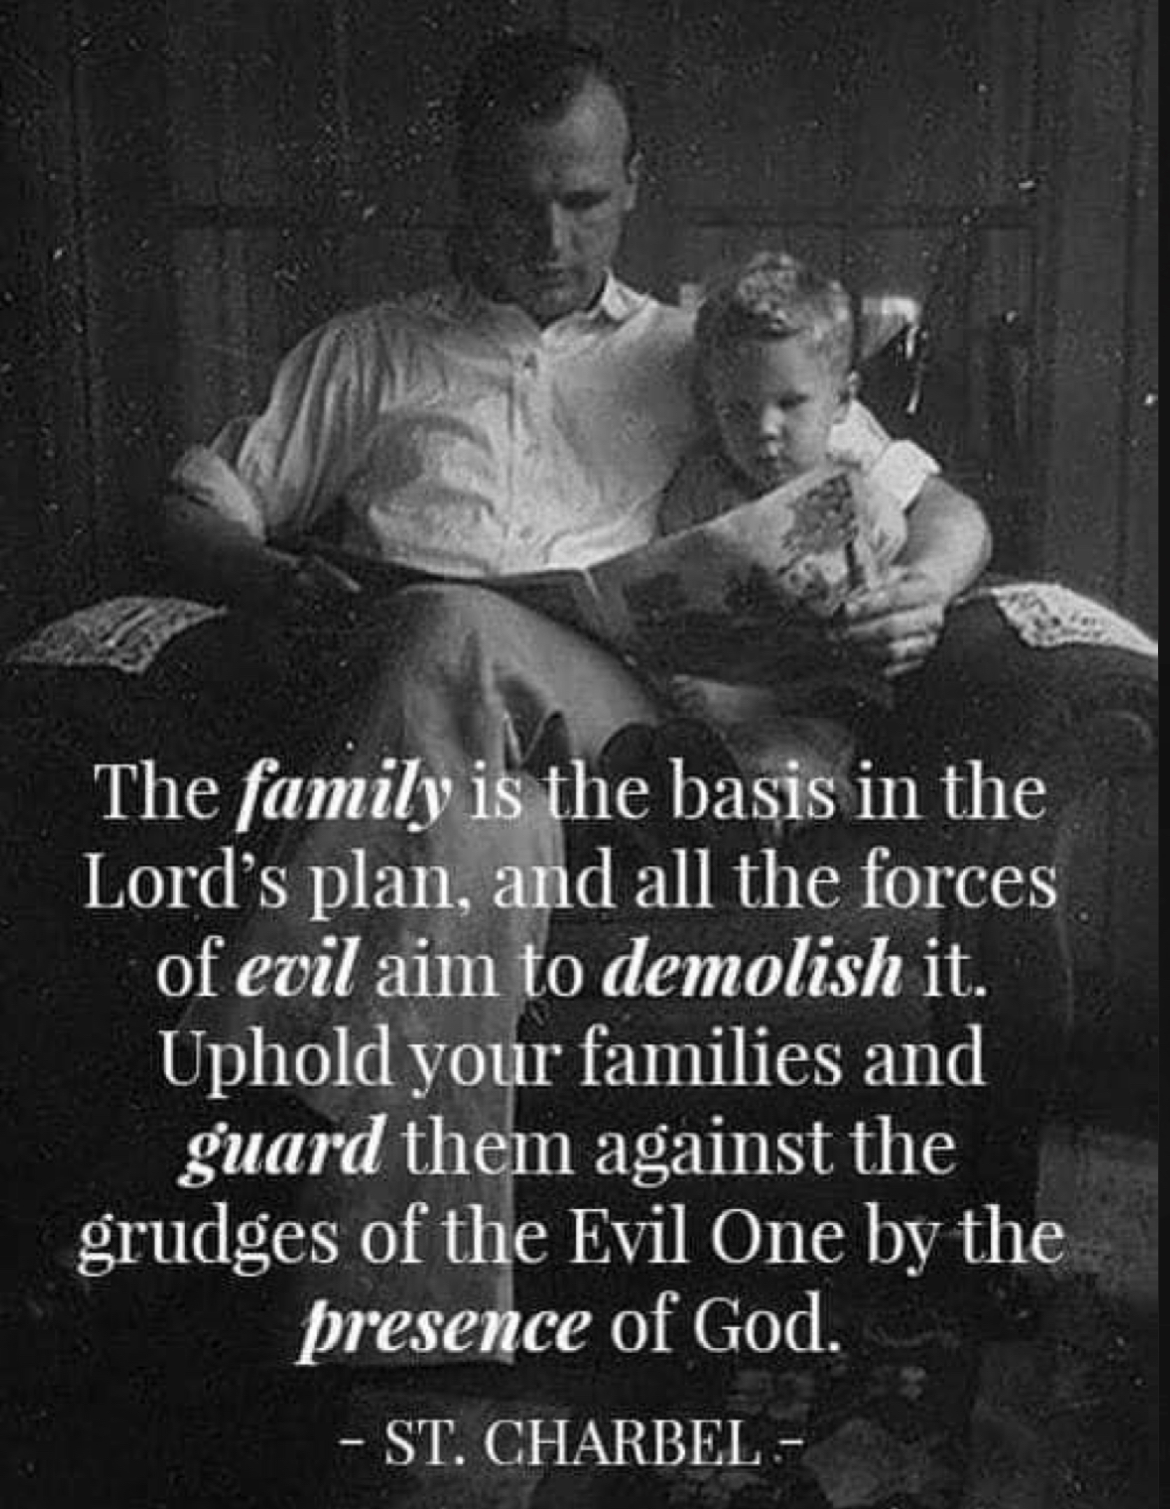 The family is the basis in the
Lord's plan, and all the forces
of evil aim to demolish it.
Uphold your families and
guard them against the
grudges of the Evil One by the
presence of God.
- ST. CHARBEL -